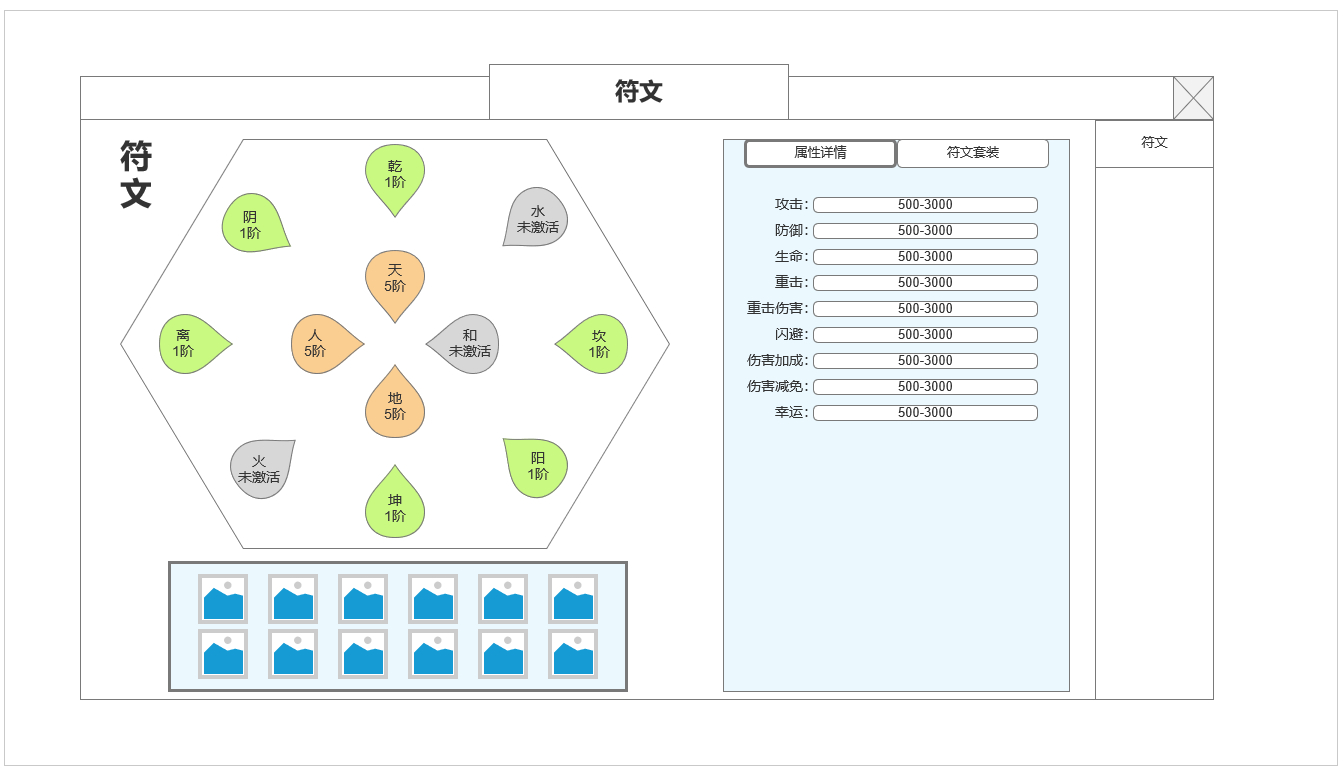 符文
符文
符
文
乾
1阶
阴
1阶
水
未激活
天
5阶
离
1阶
人
5阶
和
未激活
坎
1阶
地
5阶
火
未激活
阳
1阶
坤
1阶
属性详情
符文套装
攻击: 500-3000
防御: 500-3000
生命: 500-3000
重击: 500-3000
重击伤害: 500-3000
闪避: 500-3000
伤害加成: 500-3000
伤害减免: 500-3000
幸运: 500-3000